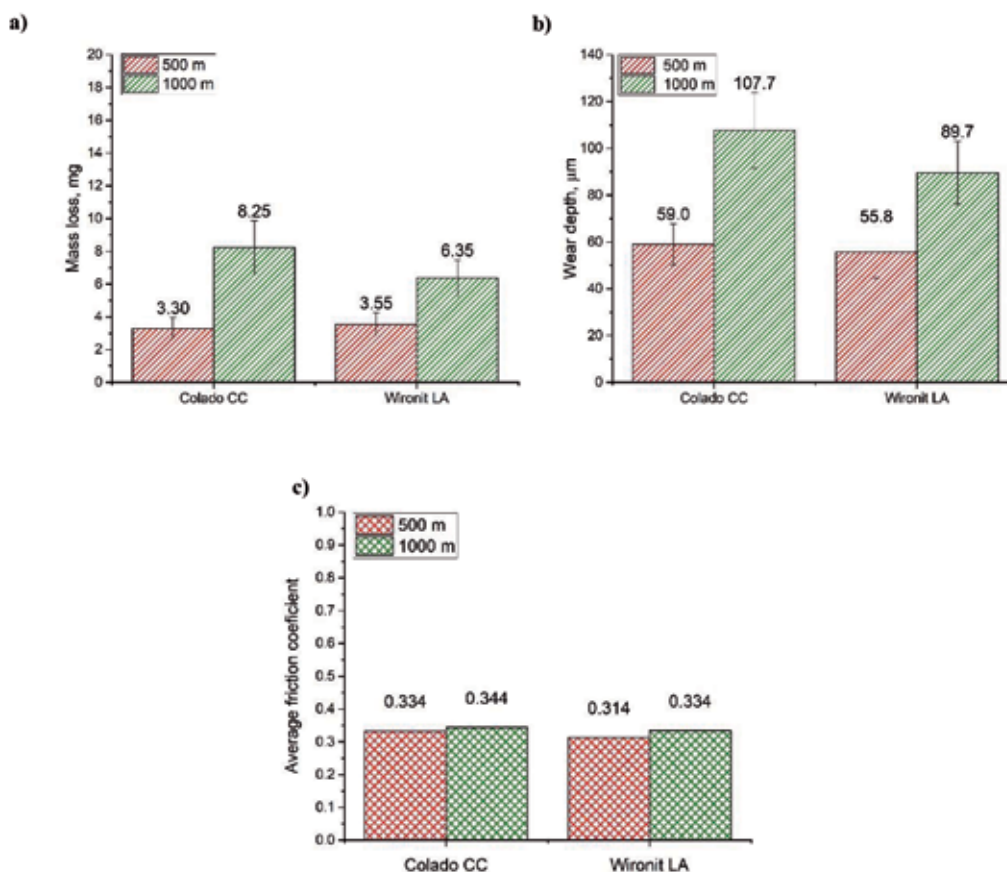 a)
500 m
1000 m
Mass loss, mg
20
18
16
14
12
10
8
6
4
2
0
3.30
8.25
3.55
6.35
Colado CC
Wironit LA
b)
500 m
1000 m
Wear depth, μm
140
120
100
80
60
40
20
0
59.0
107.7
55.8
89.7
Colado CC
Wironit LA
c)
500 m
1000 m
Average friction coeficient
1.0
0.9
0.8
0.7
0.6
0.5
0.4
0.3
0.2
0.1
0.0
0.334
0.344
0.314
0.334
Colado CC
Wironit LA